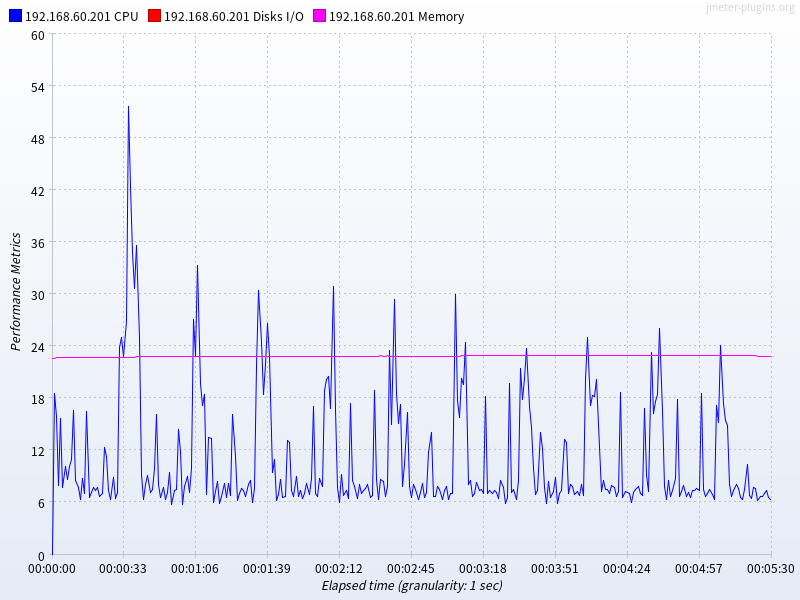 192.168.60.201 CPU 192.168.60.201 Disks I/O 192.168.60.201 Memory
jmeter-plugins.org
60
54
48
42
36
30
24
18
12
6
0
Performance Metrics
00:00:00 00:00:33 00:01:06 00:01:39 00:02:12 00:02:45 00:03:18 00:03:51 00:04:24 00:04:57 00:05:30
Elapsed time (granularity: 1 sec)